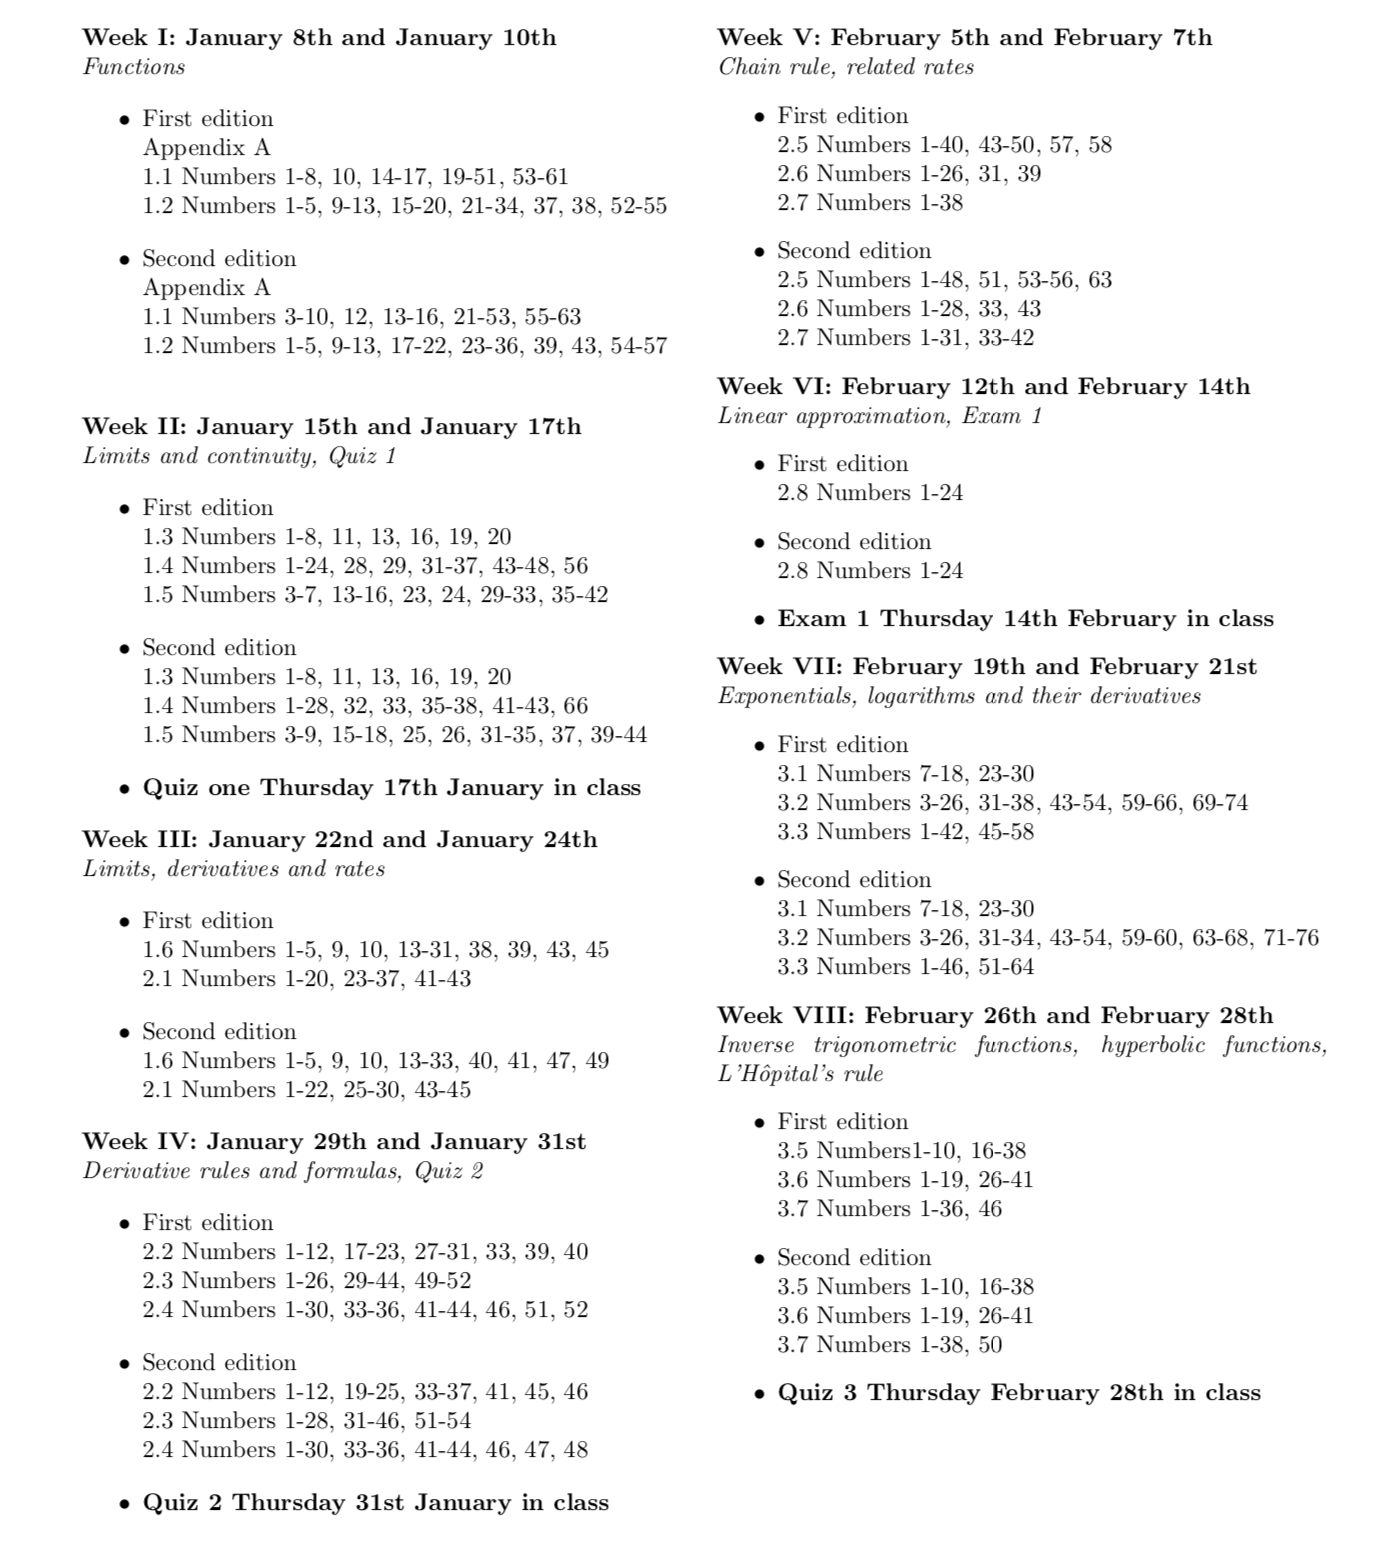 Week I: January 8th and January 10th
Functions
• First edition
Appendix A
1.1 Numbers 1-8, 10, 14-17, 19-51, 53-61
1.2 Numbers 1-5, 9-13, 15-20, 21-34, 37, 38, 52-55
• Second edition
Appendix A
1.1 Numbers 3-10, 12, 13-16, 21-53, 55-63
1.2 Numbers 1-5, 9-13, 17-22, 23-36, 39, 43, 54-57
Week II: January 15th and January 17th
Limits and continuity, Quiz 1
• First edition
1.3 Numbers 1-8, 11, 13, 16, 19, 20
1.4 Numbers 1-24, 28, 29, 31-37, 43-48, 56
1.5 Numbers 3-7, 13-16, 23, 24, 29-33, 35-42
• Second edition
1.3 Numbers 1-8, 11, 13, 16, 19, 20
1.4 Numbers 1-28, 32, 33, 35-38, 41-43, 66
1.5 Numbers 3-9, 15-18, 25, 26, 31-35, 37, 39-44
• Quiz one Thursday 17th January in class
Week III: January 22nd and January 24th
Limits, derivatives and rates
• First edition
1.6 Numbers 1-5, 9, 10, 13-31, 38, 39, 43, 45
2.1 Numbers 1-20, 23-37, 41-43
• Second edition
1.6 Numbers 1-5, 9, 10, 13-33, 40, 41, 47, 49
2.1 Numbers 1-22, 25-30, 43-45
Week IV: January 29th and January 31st
Derivative rules and formulas, Quiz 2
• First edition
2.2 Numbers 1-12, 17-23, 27-31, 33, 39, 40
2.3 Numbers 1-26, 29-44, 49-52
2.4 Numbers 1-30, 33-36, 41-44, 46, 51, 52
• Second edition
2.2 Numbers 1-12, 19-25, 33-37, 41, 45, 46
2.3 Numbers 1-28, 31-46, 51-54
2.4 Numbers 1-30, 33-36, 41-44, 46, 47, 48
• Quiz 2 Thursday 31st January in class
Week V: February 5th and February 7th
Chain rule, related rates
• First edition
2.5 Numbers 1-40, 43-50, 57, 58
2.6 Numbers 1-26, 31, 39
2.7 Numbers 1-38
• Second edition
2.5 Numbers 1-48, 51, 53-56, 63
2.6 Numbers 1-28, 33, 43
2.7 Numbers 1-31, 33-42
Week VI: February 12th and February 14th
Linear approximation, Exam 1
• First edition
2.8 Numbers 1-24
• Second edition
2.8 Numbers 1-24
• Exam 1 Thursday 14th February in class
Week VII: February 19th and February 21st
Exponentials, logarithms and their derivatives
• First edition
3.1 Numbers 7-18, 23-30
3.2 Numbers 3-26, 31-38, 43-54, 59-66, 69-74
3.3 Numbers 1-42, 45-58
• Second edition
3.1 Numbers 7-18, 23-30
3.2 Numbers 3-26, 31-34, 43-54, 59-60, 63-68, 71-76
3.3 Numbers 1-46, 51-64
Week VIII: February 26th and February 28th
Inverse trigonometric functions, hyperbolic functions,
L'Hôpital's rule
• First edition
3.5 Numbers1-10, 16-38
3.6 Numbers 1-19, 26-41
3.7 Numbers 1-36, 46
• Second edition
3.5 Numbers 1-10, 16-38
3.6 Numbers 1-19, 26-41
3.7 Numbers 1-38, 50
• Quiz 3 Thursday February 28th in class